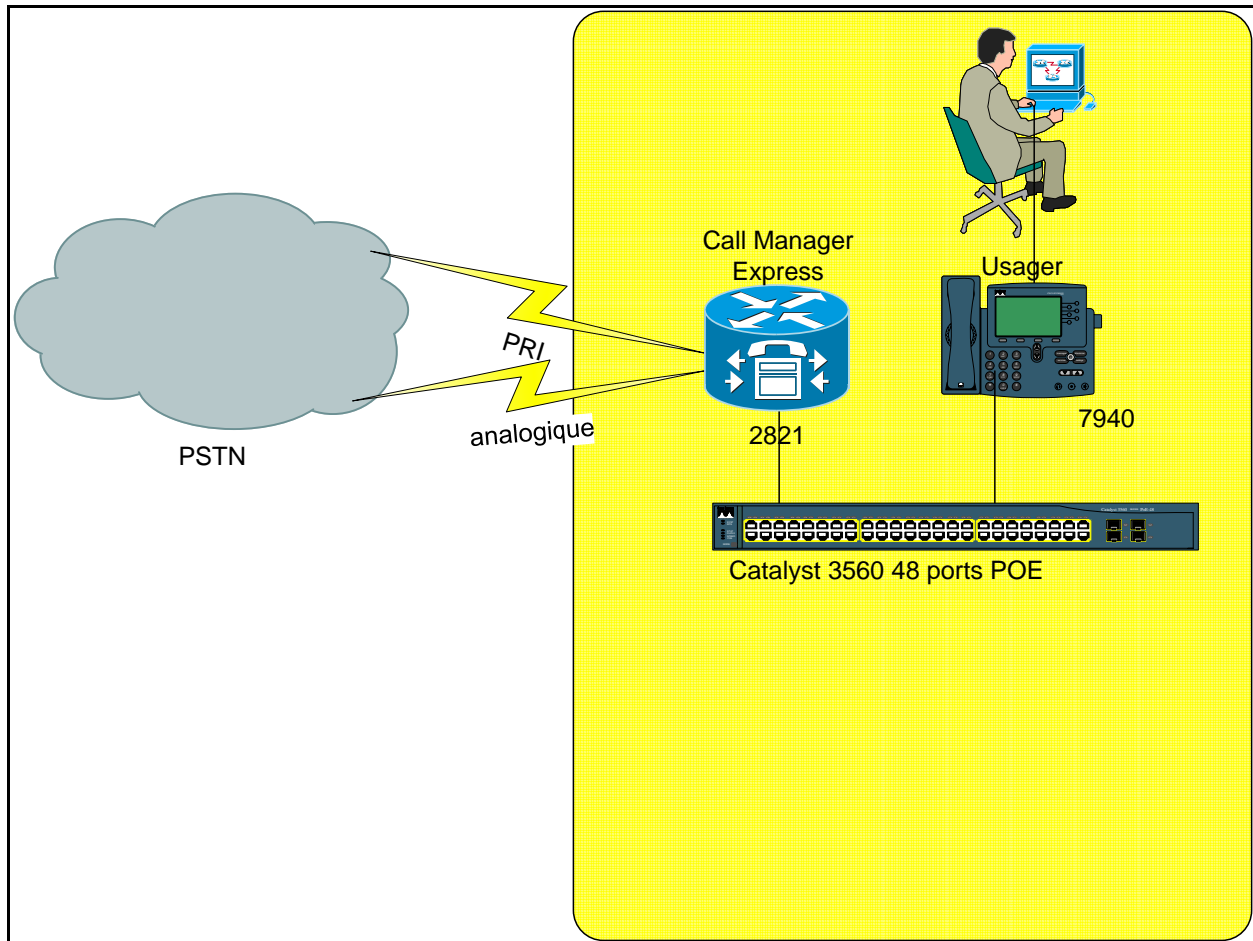 Call Manager
Express
Usager
PRI
analogique
PSTN
2821
7940
Catalyst 3560 48 ports POE